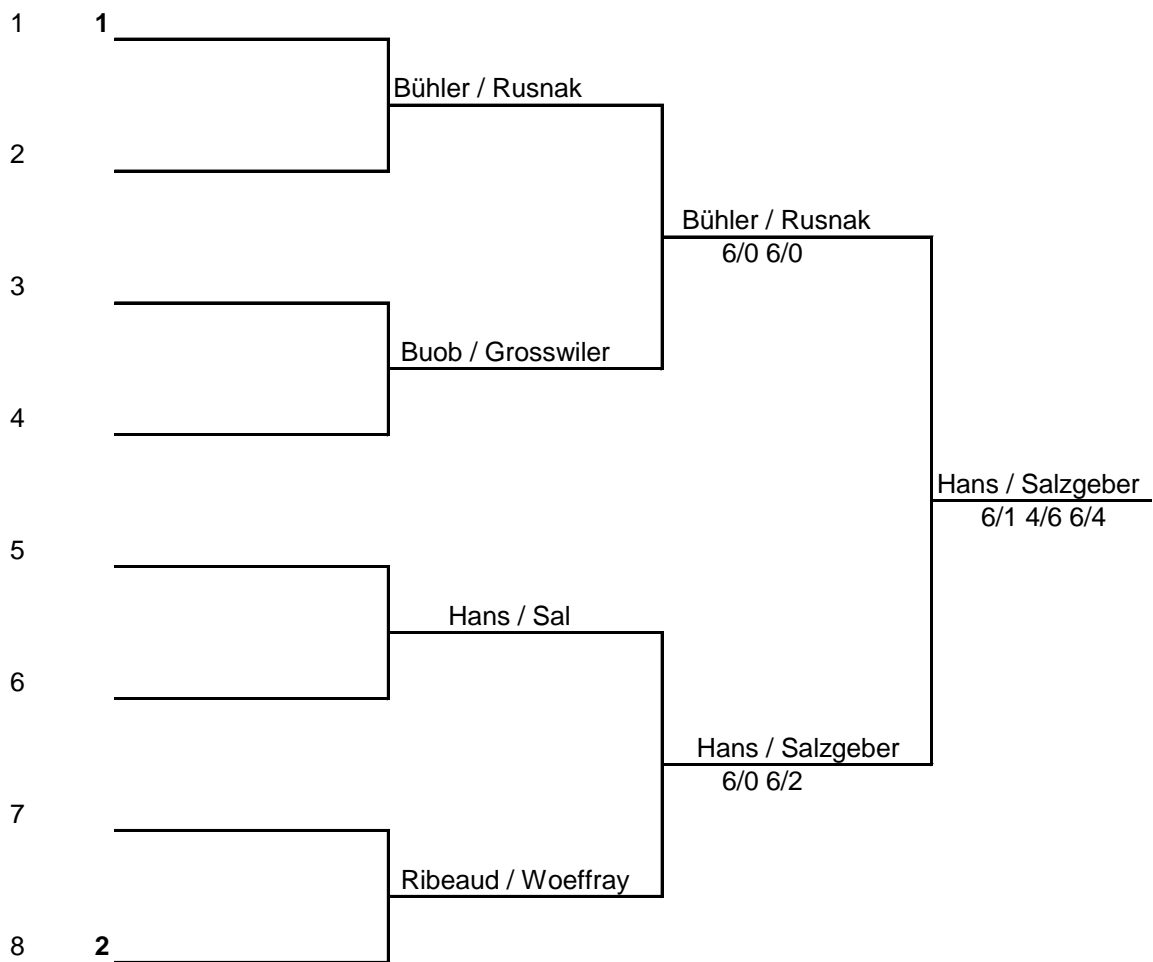 1 1
Bühler / Rusnak
2
Bühler / Rusnak
6/0 6/0
3
Buob / Grosswiler
4
Hans / Salzgeber
6/1 4/6 6/4
5
Hans / Sal
6
Hans / Salzgeber
6/0 6/2
7
Ribeaud / Woeffray
8 2